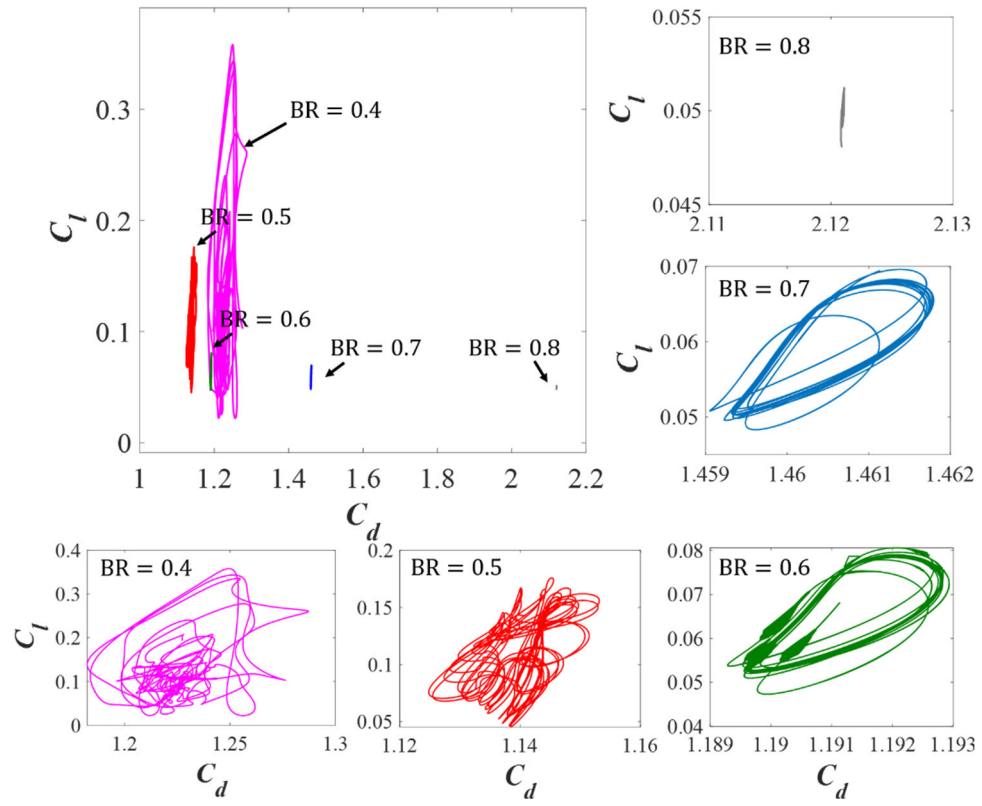 0.3
0.2
0.1
0
C_l
BR = 0.4
BR = 0.5
BR = 0.6
BR = 0.7
BR = 0.8
1 1.2 1.4 1.6 1.8 2 2.2
C_d
0.055
0.05
0.045
C_l
BR = 0.8
2.11 2.12 2.13
0.07
0.06
0.05
C_l
BR = 0.7
1.459 1.46 1.461 1.462
0.4
0.3
0.2
0.1
0
C_l
BR = 0.4
1.2 1.25 1.3
C_d
0.2
0.15
0.1
0.05
BR = 0.5
1.12 1.14 1.16
C_d
0.08
0.07
0.06
0.05
0.04
BR = 0.6
1.189 1.19 1.191 1.192 1.193
C_d